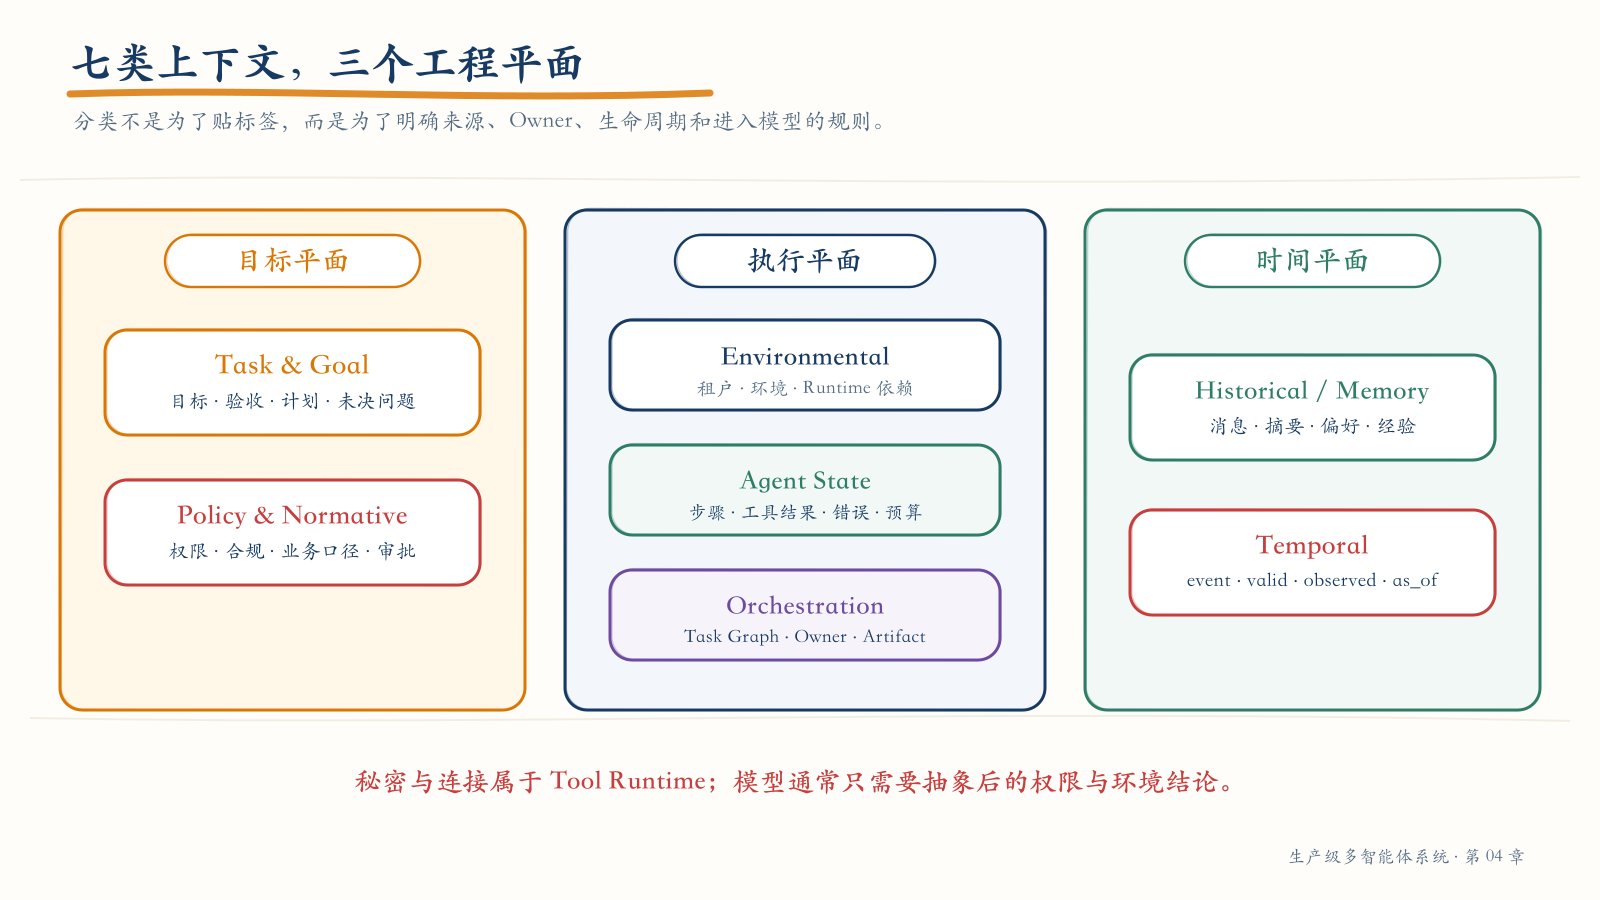 七类上下文，三个工程平面
分类不是为了贴标签，而是为了明确来源、Owner、生命周期和进入模型的规则。
目标平面
Task & Goal
目标 · 验收 · 计划 · 未决问题
Policy & Normative
权限 · 合规 · 业务口径 · 审批
执行平面
Environmental
租户 · 环境 · Runtime 依赖
Agent State
步骤 · 工具结果 · 错误 · 预算
Orchestration
Task Graph · Owner · Artifact
时间平面
Historical / Memory
消息 · 摘要 · 偏好 · 经验
Temporal
event · valid · observed · as_of
秘密与连接属于 Tool Runtime；模型通常只需要抽象后的权限与环境结论。
生产级多智能体系统 · 第 04 章